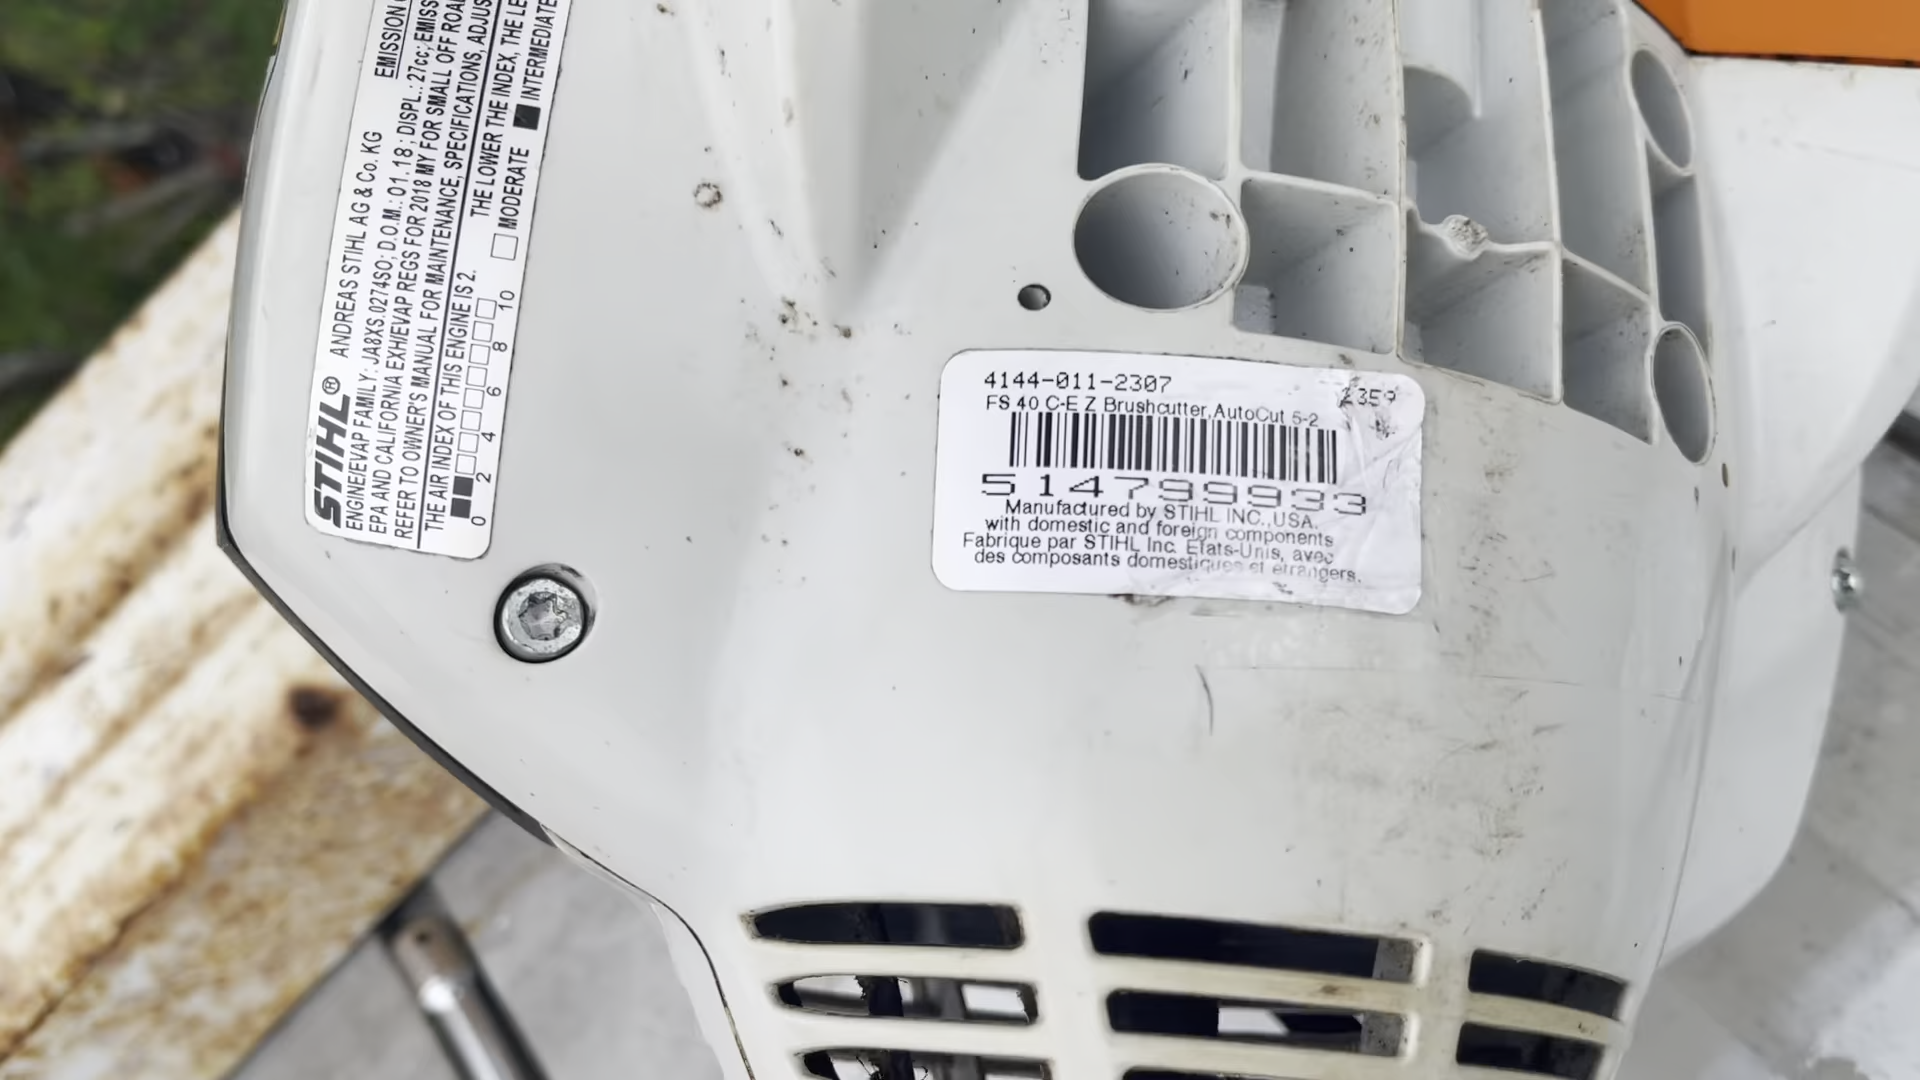 STIHL® ANDREAS STIHL AG & Co. KG EMISSION
ENGINE/EVAP FAMILY: JA8XS.0274SO; D.O.M.: 01.18; DISPL.: 27cc; EMISS
EPA AND CALIFORNIA EXH/EVAP REGS FOR 2018 MY FOR SMALL OFF ROAD
REFER TO OWNER'S MANUAL FOR MAINTENANCE, SPECIFICATIONS, ADJUS
THE AIR INDEX OF THIS ENGINE IS 2. THE LOWER THE INDEX, THE LE
0 2 4 6 8 10 MODERATE INTERMEDIATE
4144-011-2307
FS 40 C-E Z Brushcutter,AutoCut 5-2
514799933
Manufactured by STIHL INC.,USA.
with domestic and foreign components
Fabrique par STIHL Inc. Etats-Unis, avec
des composants domestiques et etrangers.